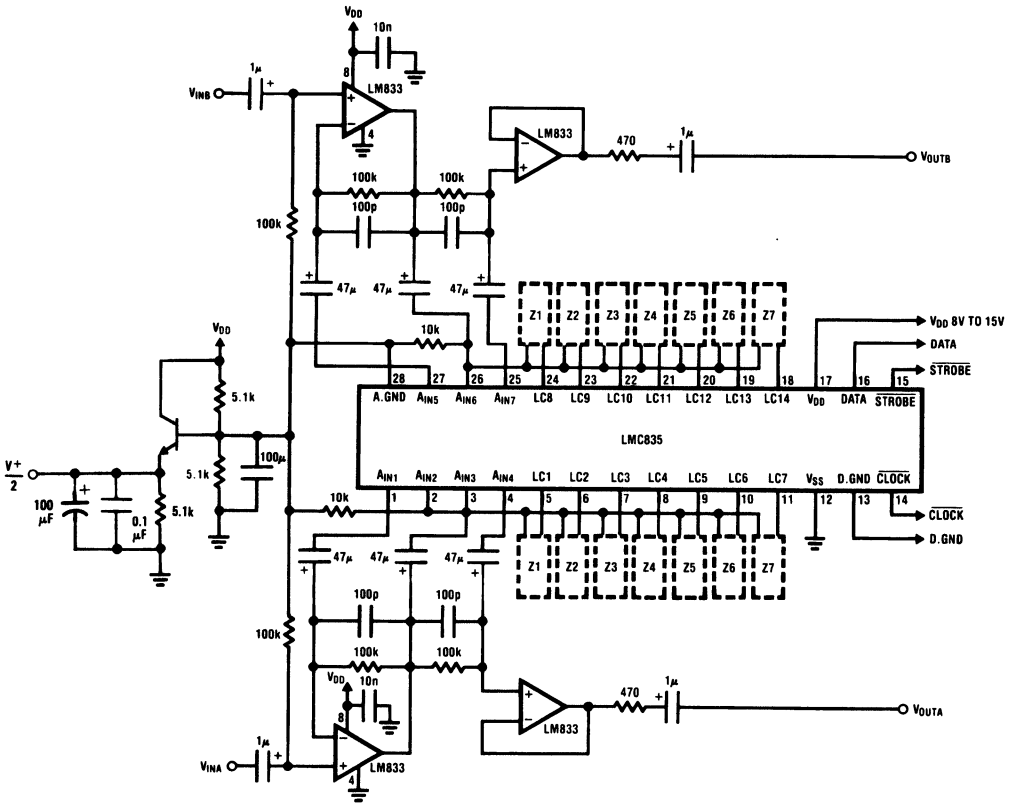 VDD
10n
1μ +
8
LM833
VINB
+
−
4
LM833
−
+
470
+ 1μ
VOUTB
100k
100k
100k
100p
100p
+
47μ
+
47μ
+
47μ
Z1 Z2 Z3 Z4 Z5 Z6 Z7
VDD 8V TO 15V
DATA
STROBE
VDD
10k
28 27 26 25 24 23 22 21 20 19 18 17 16 15
A.GND AIN5 AIN6 AIN7 LC8 LC9 LC10 LC11 LC12 LC13 LC14 VDD DATA STROBE
5.1k
LMC835
V+/2
5.1k
100μ
AIN1 AIN2 AIN3 AIN4 LC1 LC2 LC3 LC4 LC5 LC6 LC7 VSS D.GND CLOCK
1 2 3 4 5 6 7 8 9 10 11 12 13 14
+
100 μF
0.1 μF
5.1k
10k
CLOCK
D.GND
47μ
+
47μ
+
47μ
+
Z1 Z2 Z3 Z4 Z5 Z6 Z7
100p
100p
100k
100k
100k
VDD
10n
8
−
+
4
LM833
1μ +
VINA
+
−
LM833
470
+ 1μ
VOUTA